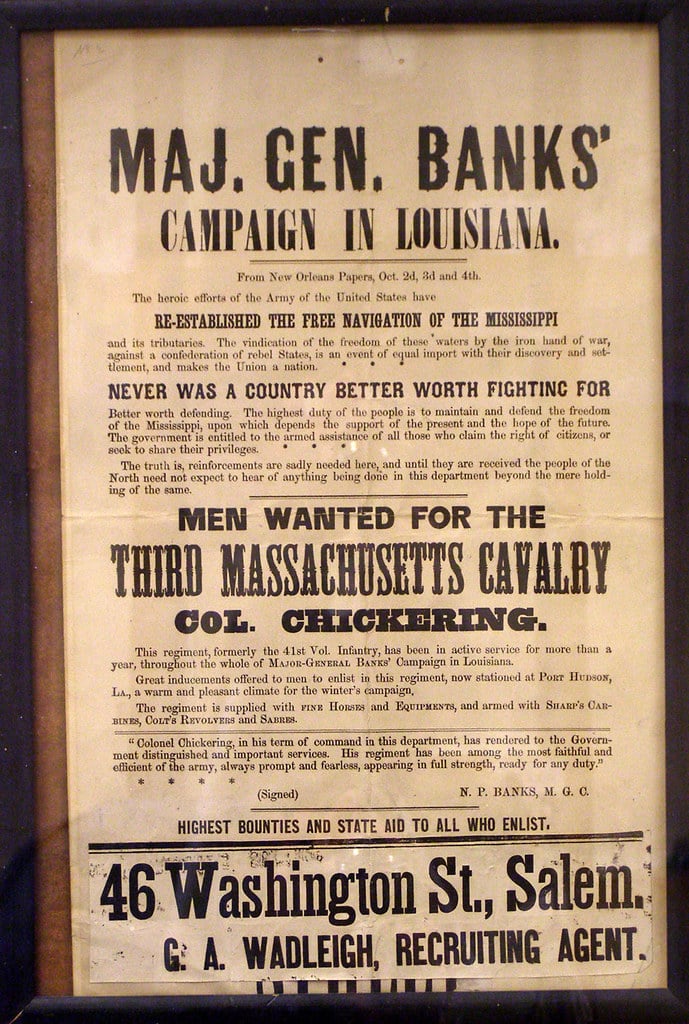 MAJ. GEN. BANKS'
CAMPAIGN IN LOUISIANA.
From New Orleans Papers, Oct. 2d, 3d and 4th.
The heroic efforts of the Army of the United States have
RE-ESTABLISHED THE FREE NAVIGATION OF THE MISSISSIPPI
and its tributaries. The vindication of the freedom of these waters by the iron hand of war,
against a confederation of rebel States, is an event of equal import with their discovery and set-
tlement, and makes the Union a nation. * * *
NEVER WAS A COUNTRY BETTER WORTH FIGHTING FOR
Better worth defending. The highest duty of the people is to maintain and defend the freedom
of the Mississippi, upon which depends the support of the present and the hope of the future.
The government is entitled to the armed assistance of all those who claim the right of citizens, or
seek to share their privileges. * * *
The truth is, reinforcements are sadly needed here, and until they are received the people of the
North need not expect to hear of anything being done in this department beyond the mere hold-
ing of the same.
MEN WANTED FOR THE
THIRD MASSACHUSETTS CAVALRY
COL. CHICKERING.
This regiment, formerly the 41st Vol. Infantry, has been in active service for more than a
year, throughout the whole of MAJOR-GENERAL BANKS' Campaign in Louisiana.
Great inducements offered to men to enlist in this regiment, now stationed at PORT HUDSON,
LA., a warm and pleasant climate for the winter's campaign.
The regiment is supplied with FINE HORSES and EQUIPMENTS, and armed with SHARP'S CAR-
BINES, COLT'S REVOLVERS and SABRES.
"Colonel Chickering, in his term of command in this department, has rendered to the Govern-
ment distinguished and important services. His regiment has been among the most faithful and
efficient of the army, always prompt and fearless, appearing in full strength, ready for any duty."
* * * *
(Signed) N. P. BANKS, M. G. C.
HIGHEST BOUNTIES AND STATE AID TO ALL WHO ENLIST.
46 Washington St., Salem.
G. A. WADLEIGH, RECRUITING AGENT.